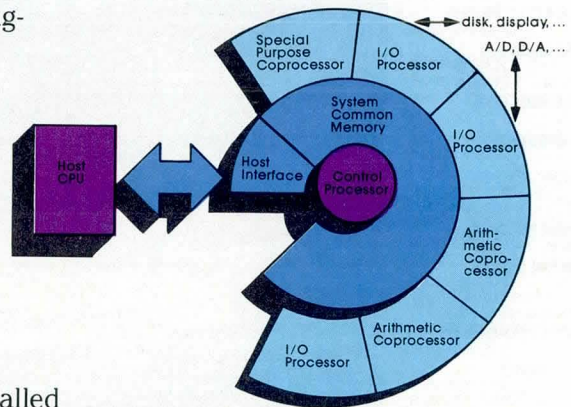 g-
disk, display, ...
A/D, D/A, ...
Special
Purpose
Coprocessor
I/O
Processor
System
Common
Memory
I/O
Processor
Host
CPU
Host
Interface
Control
Processor
Arith-
metic
Copro-
cessor
Arithmetic
Coprocessor
I/O
Processor
alled